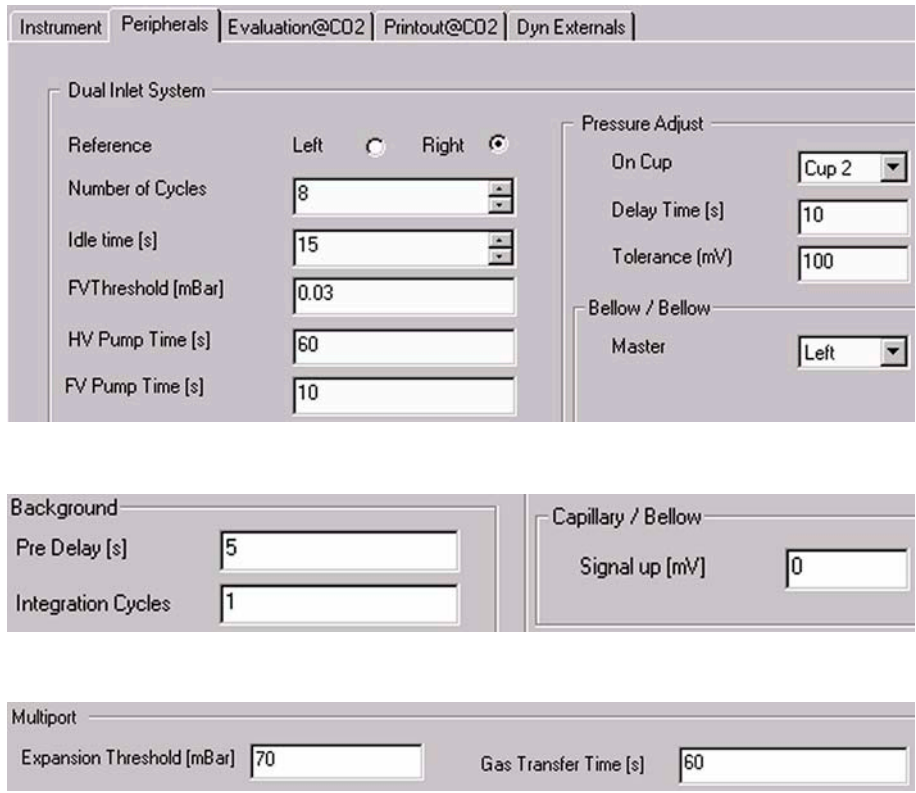 Instrument Peripherals Evaluation@CO2 Printout@CO2 Dyn Externals
Dual Inlet System
Reference Left Right
Number of Cycles 8
Idle time [s] 15
FVThreshold [mBar] 0.03
HV Pump Time [s] 60
FV Pump Time [s] 10
Pressure Adjust
On Cup Cup 2
Delay Time [s] 10
Tolerance (mV) 100
Bellow / Bellow
Master Left
Background
Pre Delay [s] 5
Integration Cycles 1
Capillary / Bellow
Signal up [mV] 0
Multiport
Expansion Threshold [mBar] 70 Gas Transfer Time [s] 60